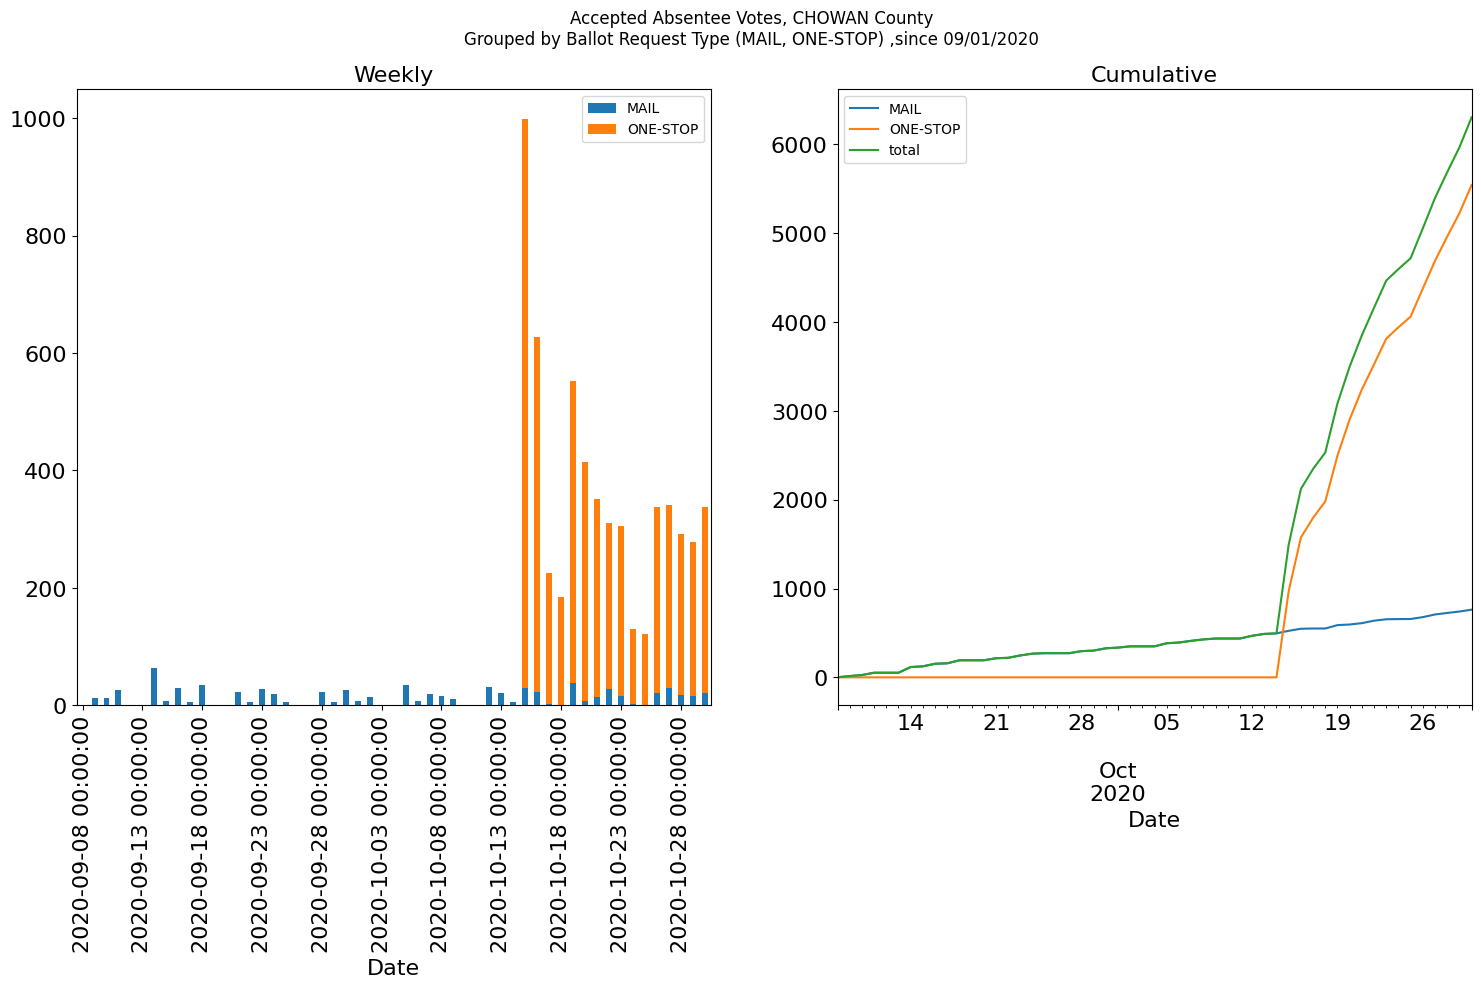 Accepted Absentee Votes, CHOWAN County
Grouped by Ballot Request Type (MAIL, ONE-STOP) ,since 09/01/2020
Weekly
MAIL
ONE-STOP
1000
800
600
400
200
0
2020-09-08 00:00:00
2020-09-13 00:00:00
2020-09-18 00:00:00
2020-09-23 00:00:00
2020-09-28 00:00:00
2020-10-03 00:00:00
2020-10-08 00:00:00
2020-10-13 00:00:00
2020-10-18 00:00:00
2020-10-23 00:00:00
2020-10-28 00:00:00
Date
Cumulative
MAIL
ONE-STOP
total
6000
5000
4000
3000
2000
1000
0
14 21 28 05 12 19 26
Oct
2020
Date